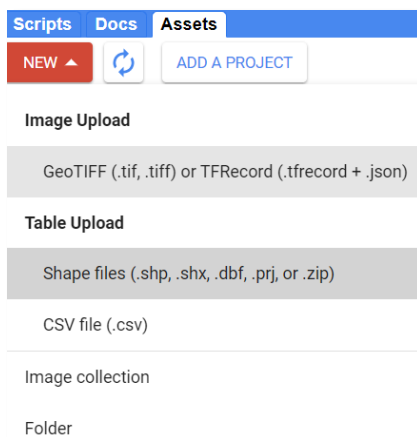 Scripts Docs Assets
NEW ADD A PROJECT
Image Upload
GeoTIFF (.tif, .tiff) or TFRecord (.tfrecord + .json)
Table Upload
Shape files (.shp, .shx, .dbf, .prj, or .zip)
CSV file (.csv)
Image collection
Folder